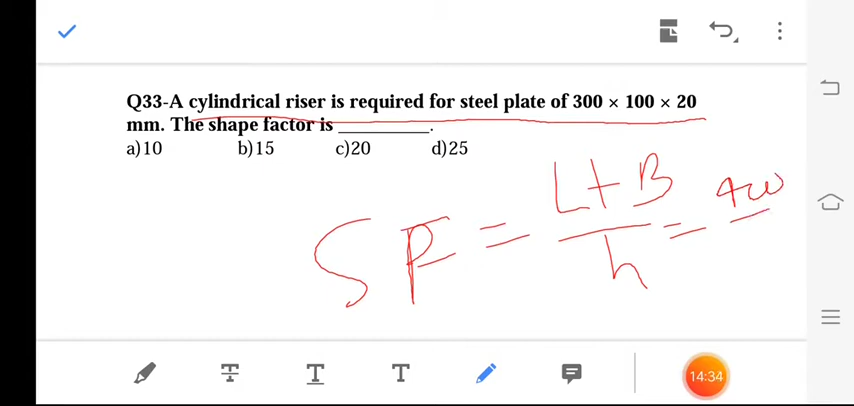 Q33-A cylindrical riser is required for steel plate of 300 × 100 × 20
mm. The shape factor is __________.
a)10 b)15 c)20 d)25
SF = L+B/h = 400
T T T
14:34